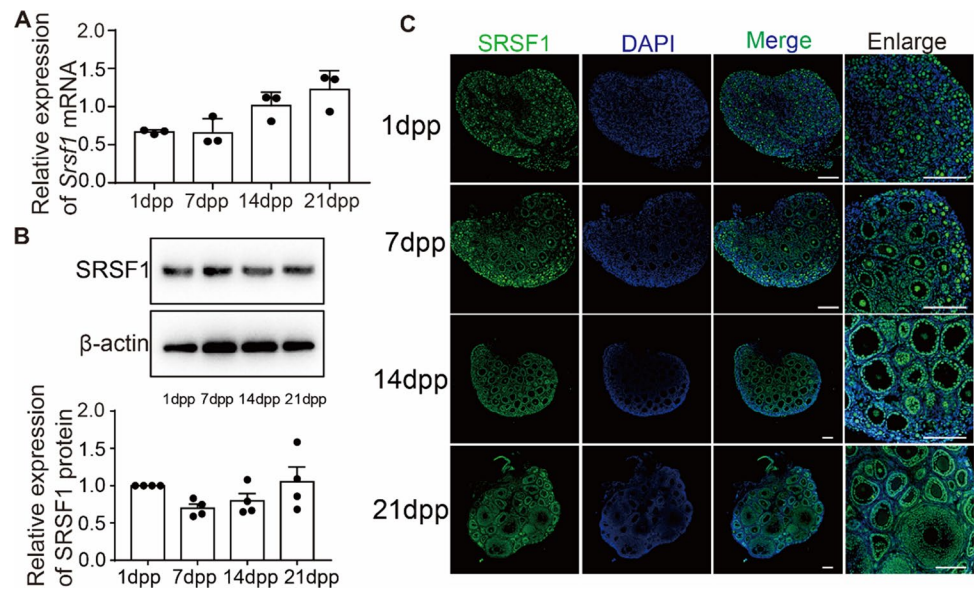 A
Relative expression
of Srsf1 mRNA
2.0
1.5
1.0
0.5
0.0
1dpp 7dpp 14dpp 21dpp
B
SRSF1
β-actin
1dpp 7dpp 14dpp 21dpp
Relative expression
of SRSF1 protein
2.0
1.5
1.0
0.5
0.0
1dpp 7dpp 14dpp 21dpp
C
SRSF1 DAPI Merge Enlarge
1dpp
7dpp
14dpp
21dpp